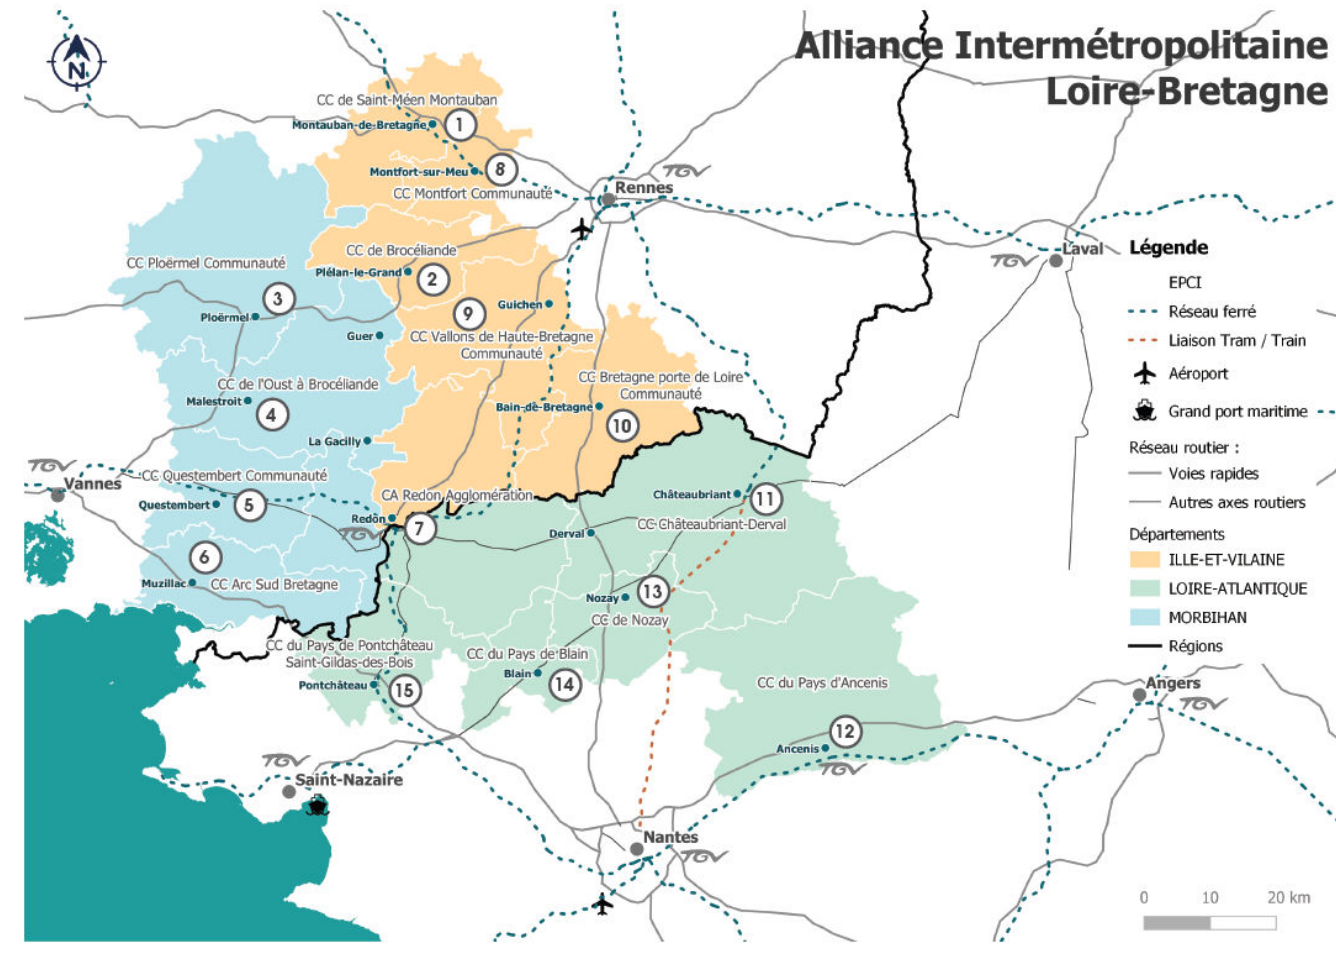 Alliance Intermétropolitaine
Loire-Bretagne
N
CC de Saint-Méen Montauban
Montauban-de-Bretagne
1
Montfort-sur-Meu
8
CC Montfort Communauté
TGV
Rennes
CC de Brocéliande
Plélan-le-Grand
2
CC Ploërmel Communauté
3
Ploërmel
Guichen
9
Guer
CC Vallons de Haute-Bretagne
Communauté
TGV
Laval
CC de l'Oust à Brocéliande
Malestroit
4
CC Bretagne porte de Loire
Communauté
Bain-de-Bretagne
10
La Gacilly
TGV
Vannes
CC Questembert Communauté
Questembert
5
CA Redon Agglomération
Redon
7
TGV
Châteaubriant
11
CC Châteaubriant-Derval
Derval
6
Muzillac
CC Arc Sud Bretagne
Nozay
13
CC de Nozay
CC du Pays de Pontchâteau
Saint-Gildas-des-Bois
Pontchâteau
15
CC du Pays de Blain
Blain
14
CC du Pays d'Ancenis
12
Ancenis
TGV
Angers
TGV
TGV
Saint-Nazaire
Nantes
TGV
Légende
EPCI
Réseau ferré
Liaison Tram / Train
Aéroport
Grand port maritime
Réseau routier :
Voies rapides
Autres axes routiers
Départements
ILLE-ET-VILAINE
LOIRE-ATLANTIQUE
MORBIHAN
Régions
0 10 20 km